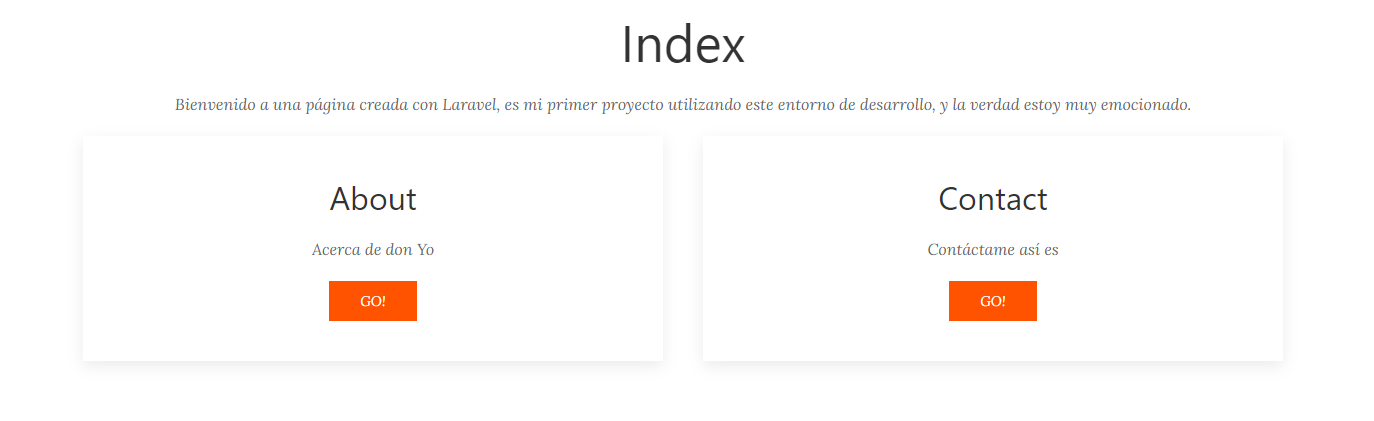 Index
Bienvenido a una página creada con Laravel, es mi primer proyecto utilizando este entorno de desarrollo, y la verdad estoy muy emocionado.
About
Acerca de don Yo
GO!
Contact
Contáctame así es
GO!